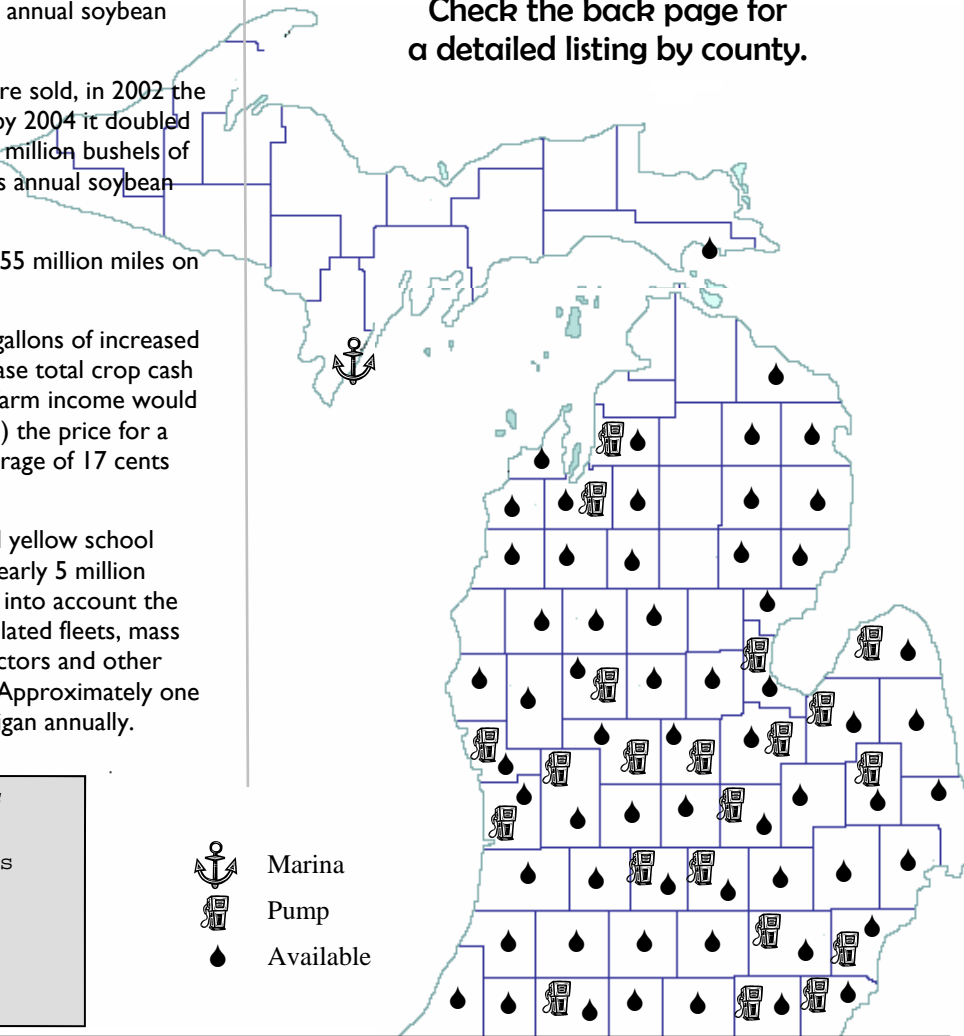 annual soybean
re sold, in 2002 the
by 2004 it doubled
million bushels of
s annual soybean
55 million miles on
gallons of increased
ase total crop cash
arm income would
) the price for a
rage of 17 cents
yellow school
early 5 million
into account the
lated fleets, mass
ctors and other
Approximately one
igan annually.
s
Check the back page for
a detailed listing by county.
Marina
Pump
Available